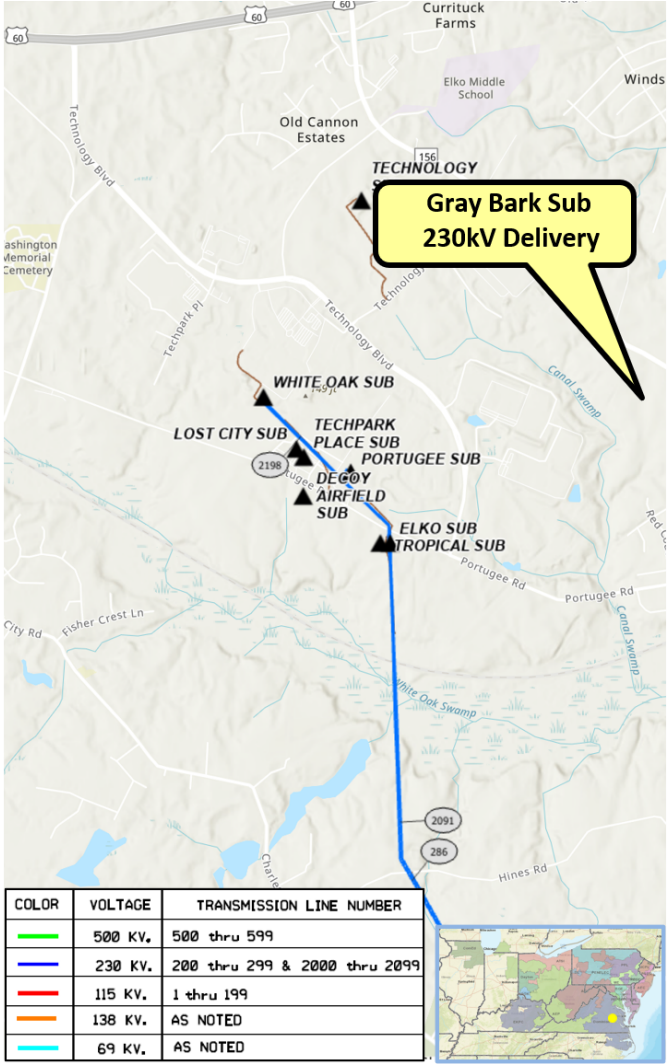 60
60
60
Currituck
Farms
Elko Middle
School
Winds
Old Cannon
Estates
Technology Blvd
156
TECHNOLOGY
Gray Bark Sub
230kV Delivery
ashington
Memorial
Cemetery
Technology
Techpark Pl
Technology Blvd
Canal Swamp
WHITE OAK SUB
LOST CITY SUB
TECHPARK
PLACE SUB
2198
PORTUGEE SUB
DECOY
AIRFIELD
SUB
ELKO SUB
TROPICAL SUB
Portugee Rd
Portugee Rd
Fisher Crest Ln
City Rd
Canal Swamp
White Oak Swamp
2091
286
Hines Rd
Charle
COLOR VOLTAGE TRANSMISSION LINE NUMBER
500 KV. 500 thru 599
230 KV. 200 thru 299 & 2000 thru 2099
115 KV. 1 thru 199
138 KV. AS NOTED
69 KV. AS NOTED